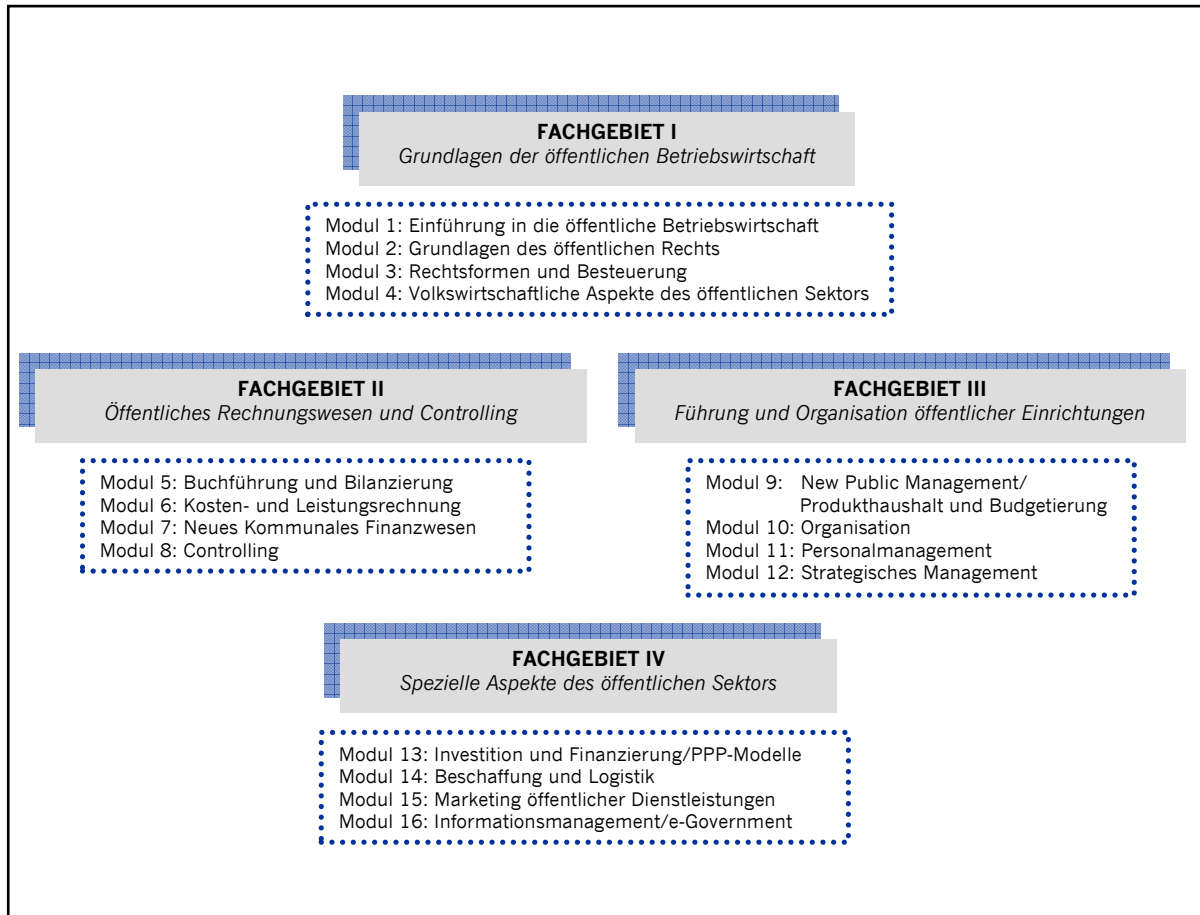 FACHGEBIET I
Grundlagen der öffentlichen Betriebswirtschaft
Modul 1: Einführung in die öffentliche Betriebswirtschaft
Modul 2: Grundlagen des öffentlichen Rechts
Modul 3: Rechtsformen und Besteuerung
Modul 4: Volkswirtschaftliche Aspekte des öffentlichen Sektors
FACHGEBIET II
Öffentliches Rechnungswesen und Controlling
Modul 5: Buchführung und Bilanzierung
Modul 6: Kosten- und Leistungsrechnung
Modul 7: Neues Kommunales Finanzwesen
Modul 8: Controlling
FACHGEBIET III
Führung und Organisation öffentlicher Einrichtungen
Modul 9: New Public Management/
Produkthaushalt und Budgetierung
Modul 10: Organisation
Modul 11: Personalmanagement
Modul 12: Strategisches Management
FACHGEBIET IV
Spezielle Aspekte des öffentlichen Sektors
Modul 13: Investition und Finanzierung/PPP-Modelle
Modul 14: Beschaffung und Logistik
Modul 15: Marketing öffentlicher Dienstleistungen
Modul 16: Informationsmanagement/e-Government